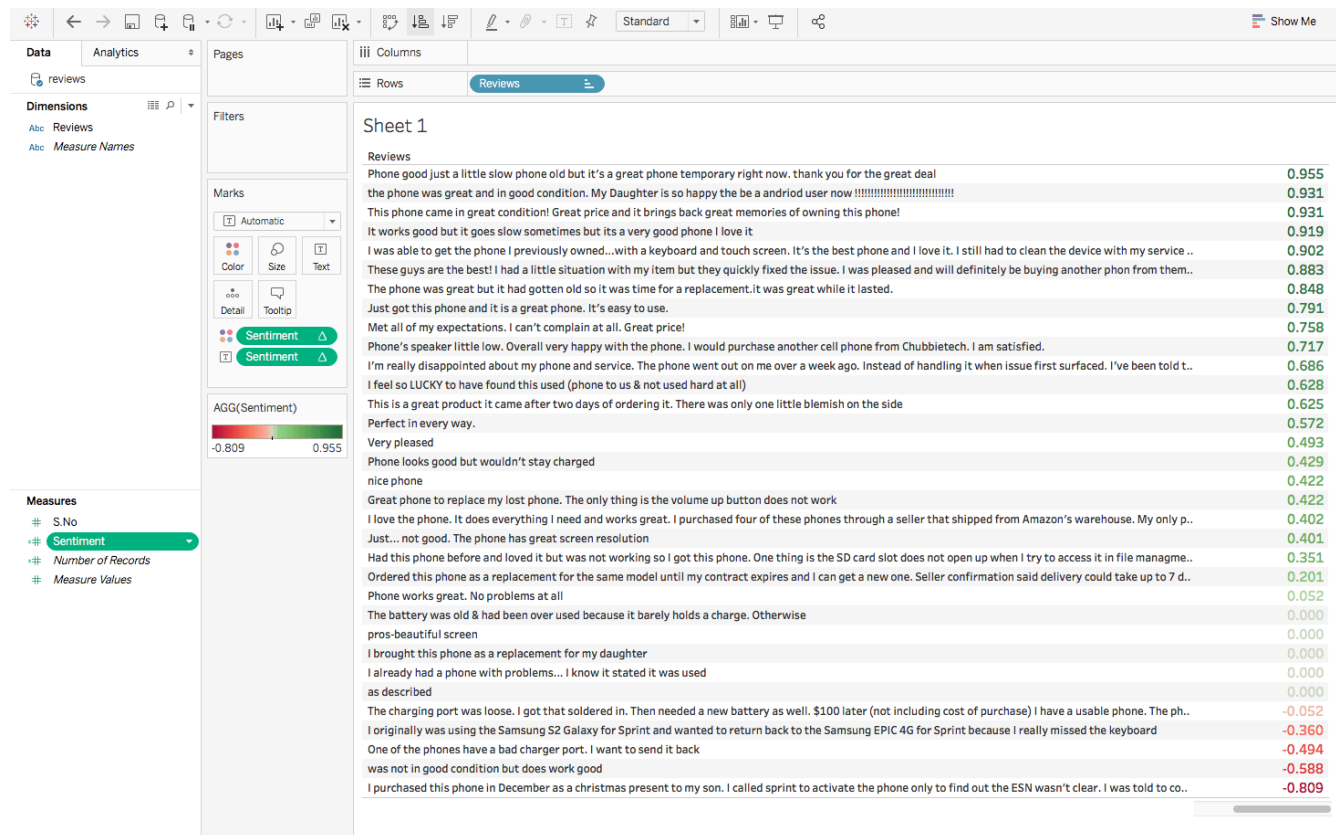 Standard
Show Me
Data
Analytics
Pages
Columns
Rows
Reviews
reviews
Dimensions
Abc Reviews
Abc Measure Names
Filters
Marks
Automatic
Color
Size
Text
Detail
Tooltip
Sentiment
Sentiment
AGG(Sentiment)
-0.809
0.955
Measures
S.No
Sentiment
Number of Records
Measure Values
Sheet 1
Reviews
Phone good just a little slow phone old but it's a great phone temporary right now. thank you for the great deal 0.955
the phone was great and in good condition. My Daughter is so happy the be a andriod user now !!!!!!!!!!!!!!!!!!!!!!!!!!!!!!! 0.931
This phone came in great condition! Great price and it brings back great memories of owning this phone! 0.931
It works good but it goes slow sometimes but its a very good phone I love it 0.919
I was able to get the phone I previously owned...with a keyboard and touch screen. It's the best phone and I love it. I still had to clean the device with my service .. 0.902
These guys are the best! I had a little situation with my item but they quickly fixed the issue. I was pleased and will definitely be buying another phon from them.. 0.883
The phone was great but it had gotten old so it was time for a replacement.it was great while it lasted. 0.848
Just got this phone and it is a great phone. It's easy to use. 0.791
Met all of my expectations. I can't complain at all. Great price! 0.758
Phone's speaker little low. Overall very happy with the phone. I would purchase another cell phone from Chubbietech. I am satisfied. 0.717
I'm really disappointed about my phone and service. The phone went out on me over a week ago. Instead of handling it when issue first surfaced. I've been told t.. 0.686
I feel so LUCKY to have found this used (phone to us & not used hard at all) 0.628
This is a great product it came after two days of ordering it. There was only one little blemish on the side 0.625
Perfect in every way. 0.572
Very pleased 0.493
Phone looks good but wouldn't stay charged 0.429
nice phone 0.422
Great phone to replace my lost phone. The only thing is the volume up button does not work 0.422
I love the phone. It does everything I need and works great. I purchased four of these phones through a seller that shipped from Amazon's warehouse. My only p.. 0.402
Just... not good. The phone has great screen resolution 0.401
Had this phone before and loved it but was not working so I got this phone. One thing is the SD card slot does not open up when I try to access it in file manageme.. 0.351
Ordered this phone as a replacement for the same model until my contract expires and I can get a new one. Seller confirmation said delivery could take up to 7 d.. 0.201
Phone works great. No problems at all 0.052
The battery was old & had been over used because it barely holds a charge. Otherwise 0.000
pros-beautiful screen 0.000
I brought this phone as a replacement for my daughter 0.000
I already had a phone with problems... I know it stated it was used 0.000
as described 0.000
The charging port was loose. I got that soldered in. Then needed a new battery as well. $100 later (not including cost of purchase) I have a usable phone. The ph.. -0.052
I originally was using the Samsung S2 Galaxy for Sprint and wanted to return back to the Samsung EPIC 4G for Sprint because I really missed the keyboard -0.360
One of the phones have a bad charger port. I want to send it back -0.494
was not in good condition but does work good -0.588
I purchased this phone in December as a christmas present to my son. I called sprint to activate the phone only to find out the ESN wasn't clear. I was told to co.. -0.809